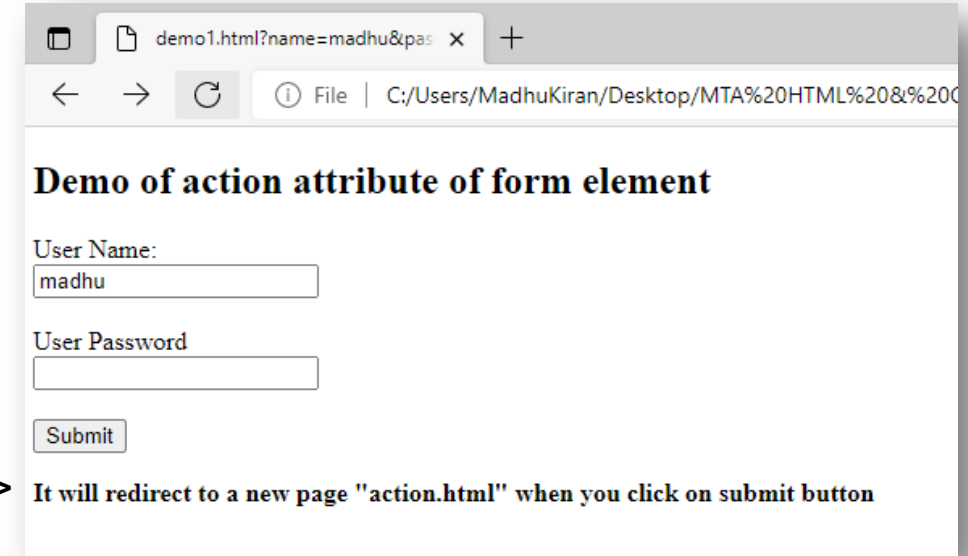 demo1.html?name=madhu&pas
File | C:/Users/MadhuKiran/Desktop/MTA%20HTML%20&%20
Demo of action attribute of form element
User Name:
madhu
User Password
Submit
> It will redirect to a new page "action.html" when you click on submit button